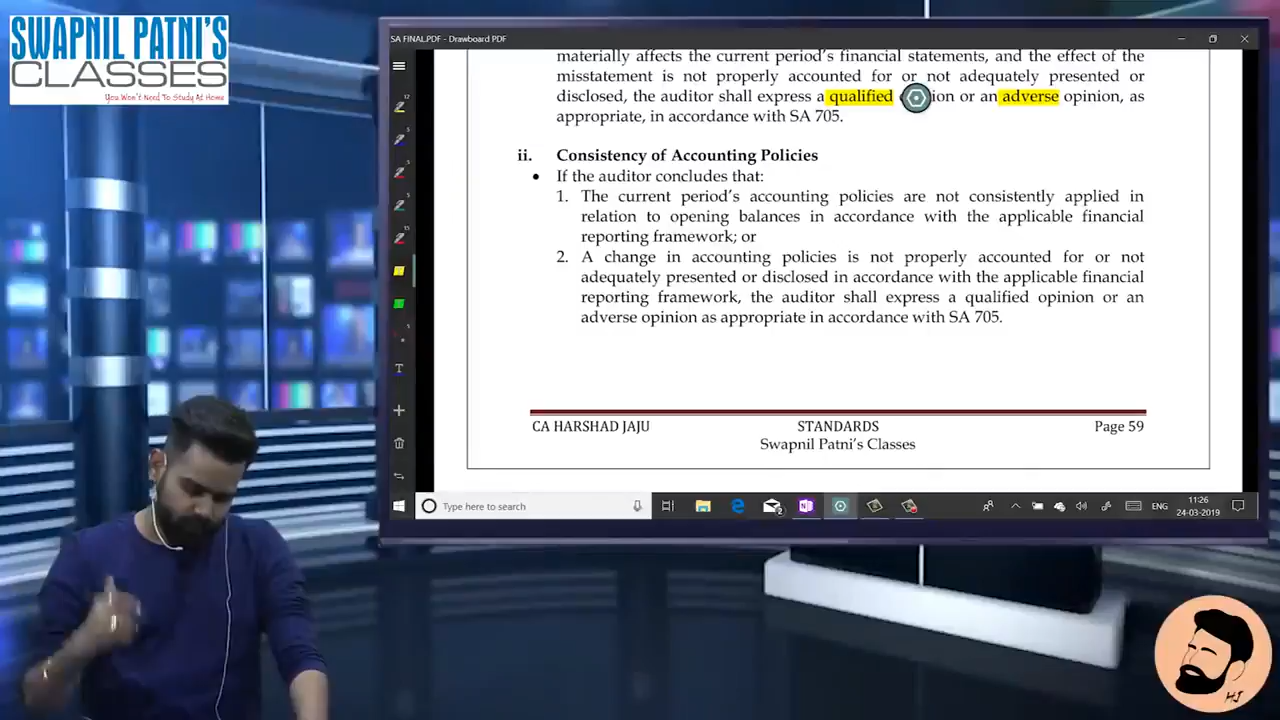 SWAPNIL PATNI'S
CLASSES
You Won't Need To Study At Home
SA FINAL.PDF - Drawboard PDF
materially affects the current period's financial statements, and the effect of the
misstatement is not properly accounted for or not adequately presented or
disclosed, the auditor shall express a qualified ion or an adverse opinion, as
appropriate, in accordance with SA 705.
ii. Consistency of Accounting Policies
• If the auditor concludes that:
1. The current period's accounting policies are not consistently applied in
relation to opening balances in accordance with the applicable financial
reporting framework; or
2. A change in accounting policies is not properly accounted for or not
adequately presented or disclosed in accordance with the applicable financial
reporting framework, the auditor shall express a qualified opinion or an
adverse opinion as appropriate in accordance with SA 705.
CA HARSHAD JAJU STANDARDS Page 59
Swapnil Patni's Classes
Type here to search
ENG
11:26
24-03-2019
HJ